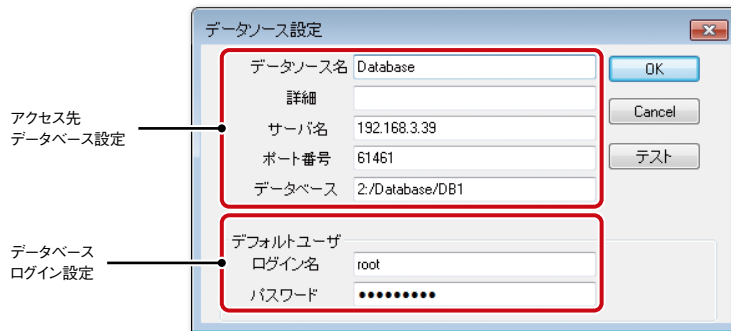 データソース設定
データソース名 Database
OK
詳細
Cancel
サーバ名 192.168.3.39
ポート番号 61461
テスト
データベース 2:/Database/DB1
アクセス先
データベース設定
デフォルトユーザ
ログイン名 root
パスワード ●●●●●●●●●
データベース
ログイン設定